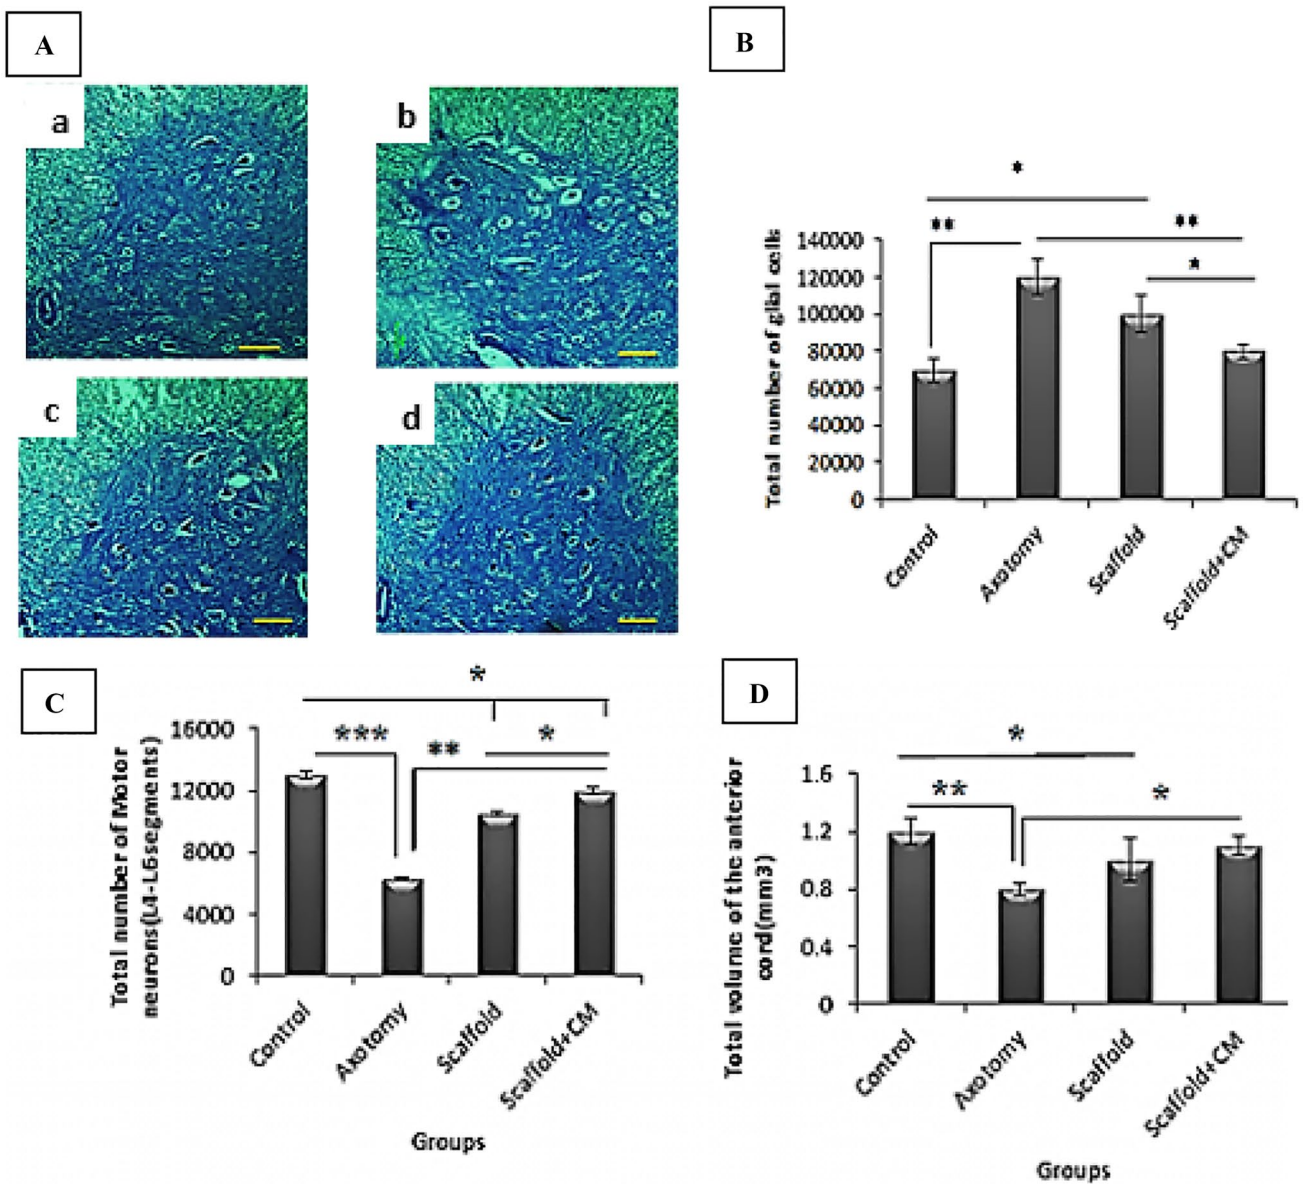 A
a
b
c
d
B
*
**
**
*
Total number of glial cells
140000
120000
100000
80000
60000
40000
20000
0
Control
Axotomy
Scaffold
Scaffold+CM
C
*
***
**
*
Total number of Motor
neurons(L4-L6segments)
16000
12000
8000
4000
0
Control
Axotomy
Scaffold
Scaffold+CM
Groups
D
*
**
*
Total volume of the anterior
cord(mm3)
1.6
1.2
0.8
0.4
0
Control
Axotomy
Scaffold
Scaffold+CM
Groups